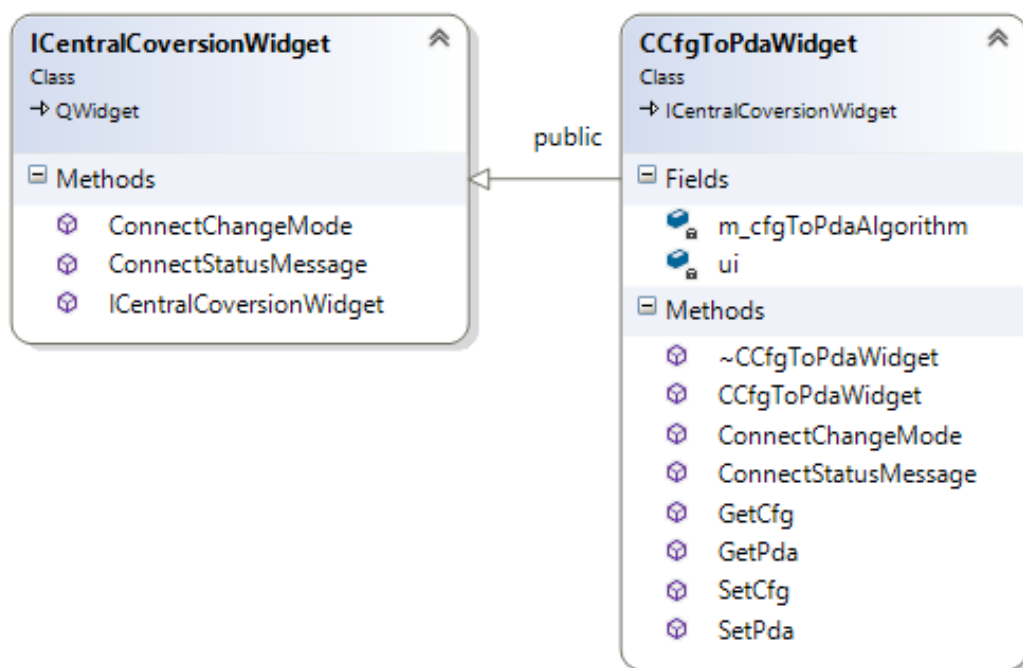 ICentralCoversionWidget
Class
QWidget
Methods
ConnectChangeMode
ConnectStatusMessage
ICentralCoversionWidget
public
CCfgToPdaWidget
Class
ICentralCoversionWidget
Fields
m_cfgToPdaAlgorithm
ui
Methods
~CCfgToPdaWidget
CCfgToPdaWidget
ConnectChangeMode
ConnectStatusMessage
GetCfg
GetPda
SetCfg
SetPda